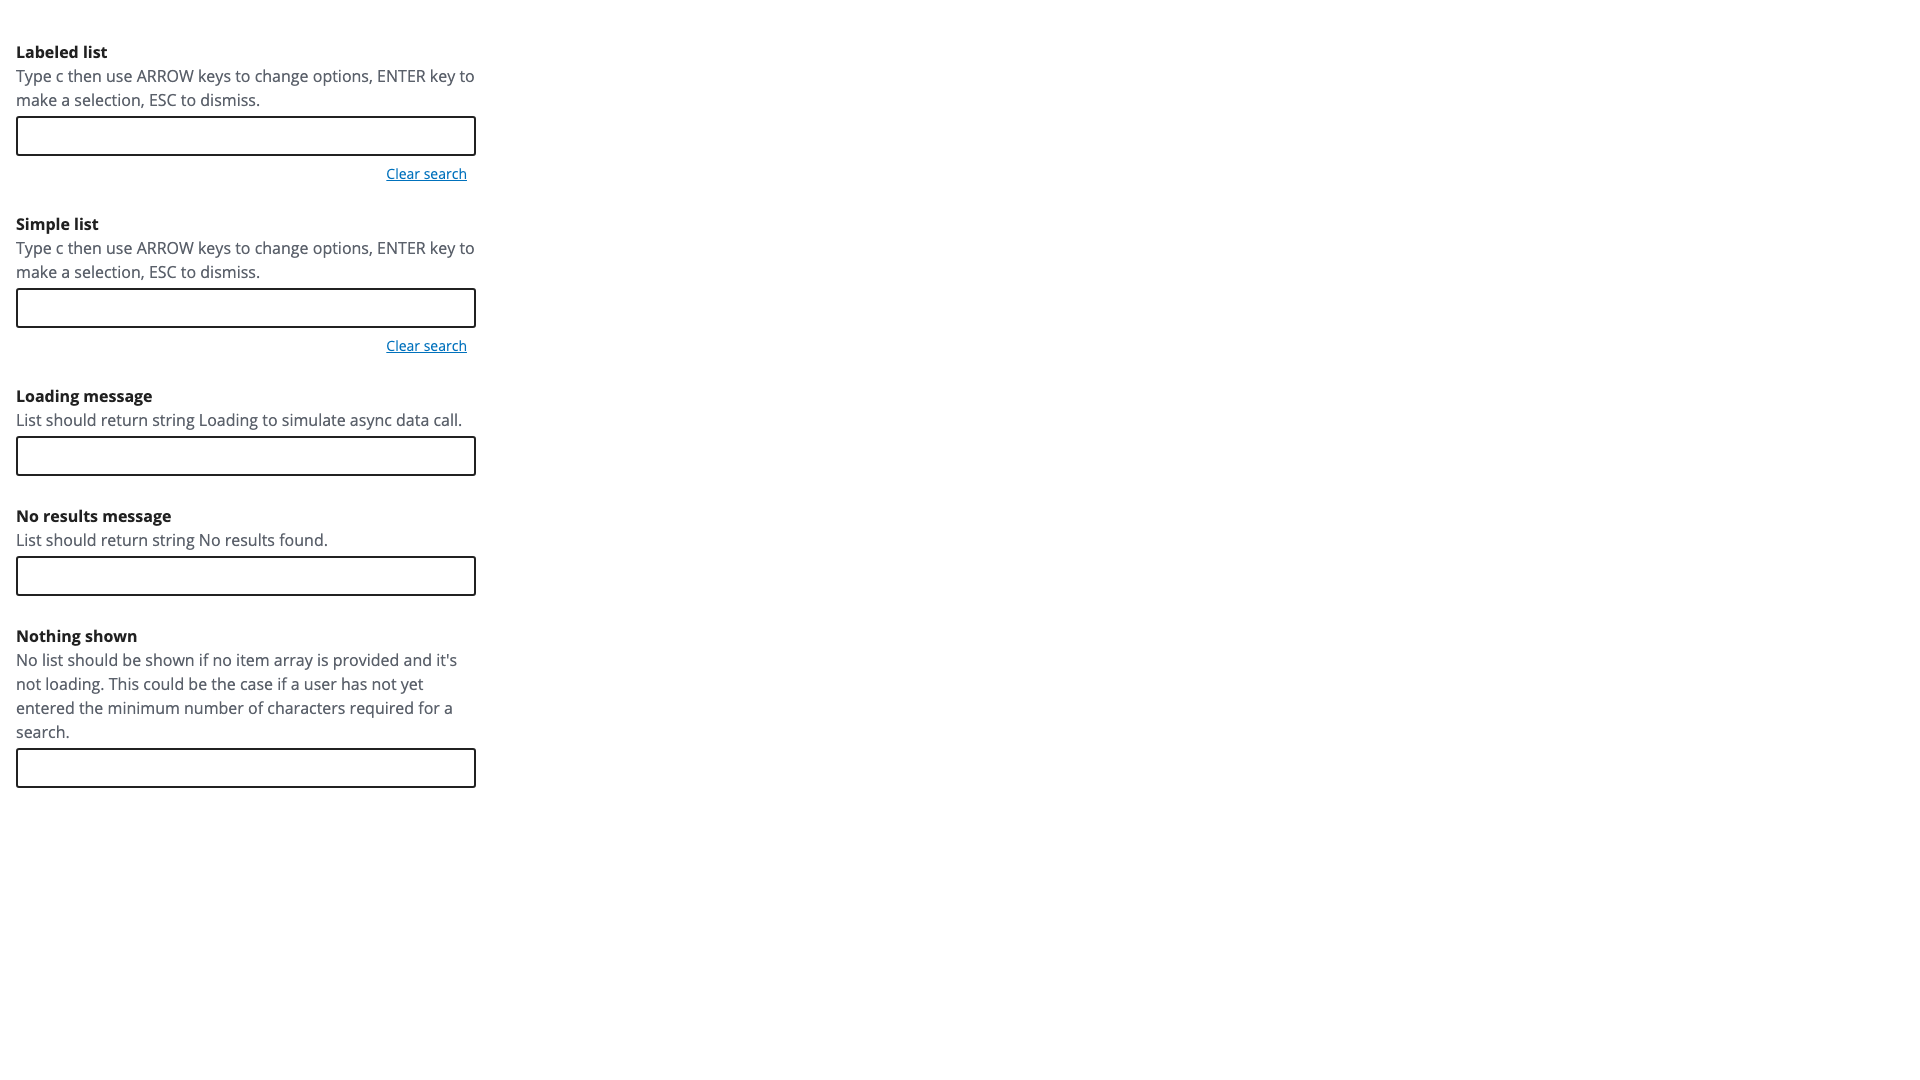 Labeled list
Type c then use ARROW keys to change options, ENTER key to
make a selection, ESC to dismiss.
Clear search
Simple list
Type c then use ARROW keys to change options, ENTER key to
make a selection, ESC to dismiss.
Clear search
Loading message
List should return string Loading to simulate async data call.
No results message
List should return string No results found.
Nothing shown
No list should be shown if no item array is provided and it's
not loading. This could be the case if a user has not yet
entered the minimum number of characters required for a
search.